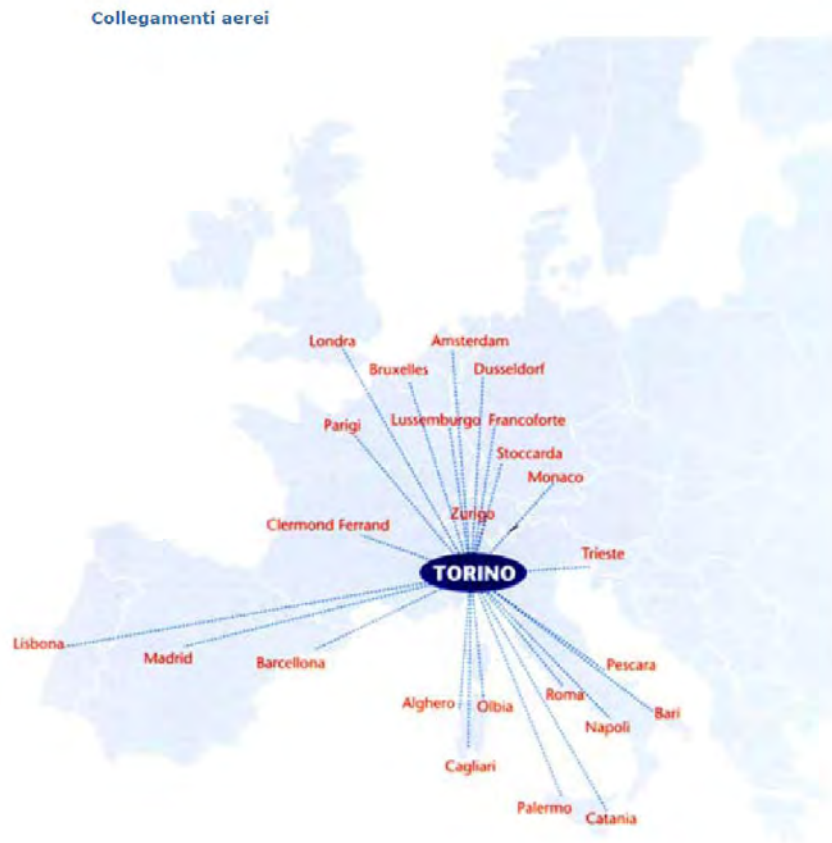 Collegamenti aerei
Londra
Amsterdam
Bruxelles
Dusseldorf
Parigi
Lussemburgo
Francoforte
Stoccarda
Monaco
Zurigo
Clermond Ferrand
Trieste
TORINO
Lisbona
Madrid
Barcellona
Pescara
Alghero
Olbia
Roma
Bari
Napoli
Cagliari
Palermo
Catania